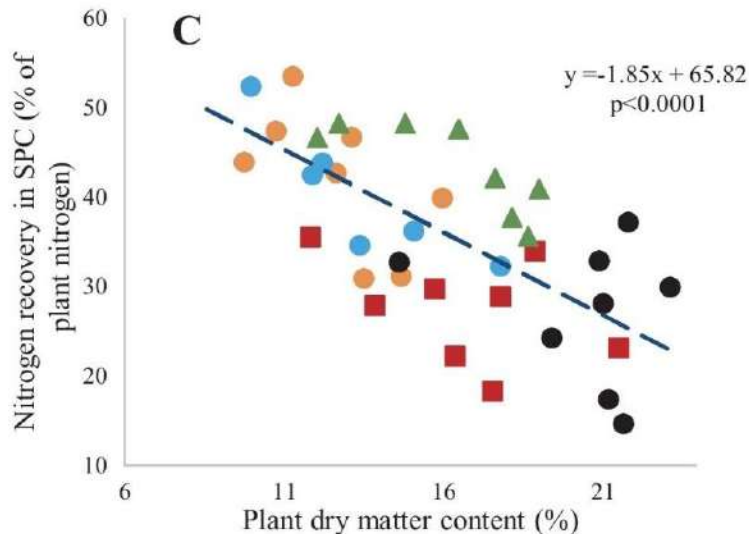 C
y =-1.85x + 65.82
p<0.0001
Nitrogen recovery in SPC (% of
plant nitrogen)
60
50
40
30
20
10
6
11
16
21
Plant dry matter content (%)